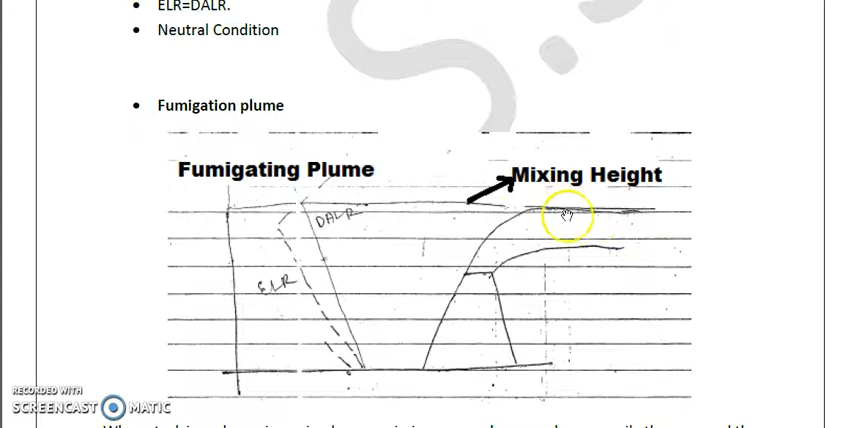 • ELR=DALR.
• Neutral Condition
• Fumigation plume
Fumigating Plume
Mixing Height
DALR
ELR
RECORDED WITH
SCREENCAST MATIC